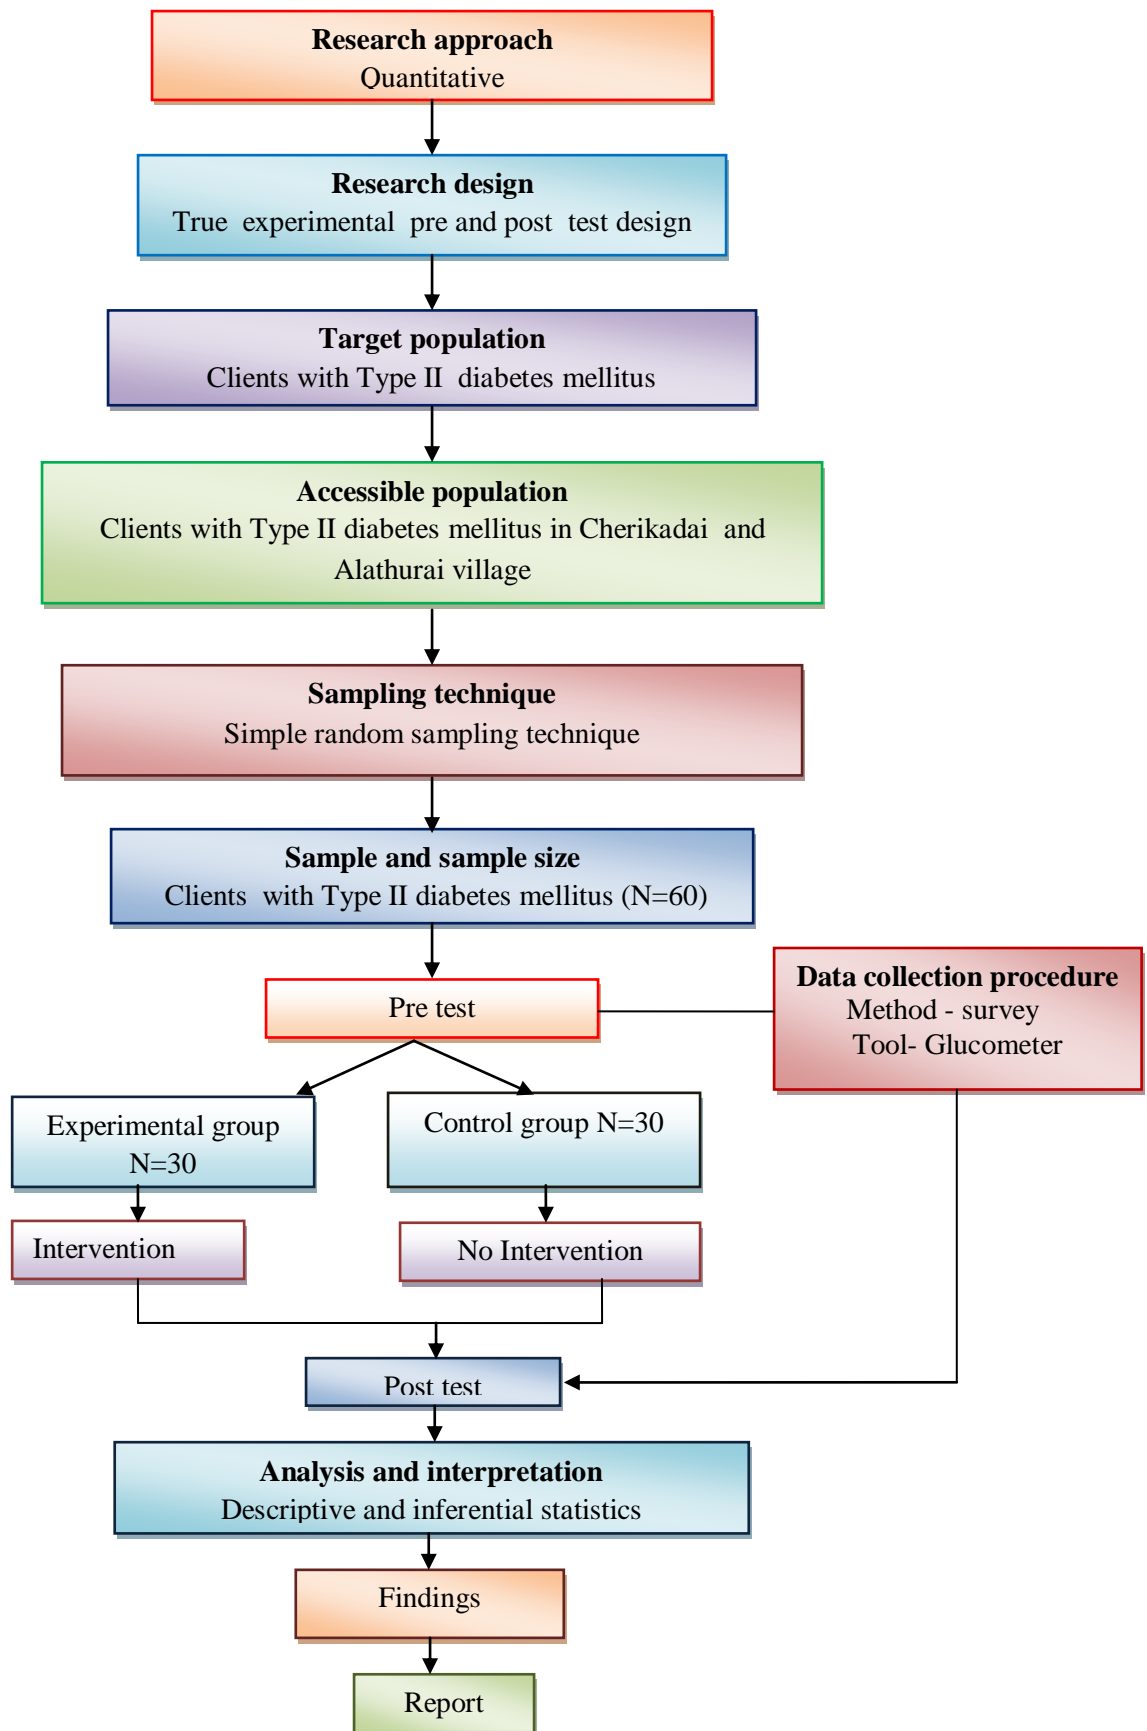 Research approach
Quantitative
Research design
True experimental pre and post test design
Target population
Clients with Type II diabetes mellitus
Accessible population
Clients with Type II diabetes mellitus in Cherikadai and
Alathurai village
Sampling technique
Simple random sampling technique
Sample and sample size
Clients with Type II diabetes mellitus (N=60)
Pre test
Data collection procedure
Method - survey
Tool- Glucometer
Experimental group
N=30
Control group N=30
Intervention
No Intervention
Post test
Analysis and interpretation
Descriptive and inferential statistics
Findings
Report